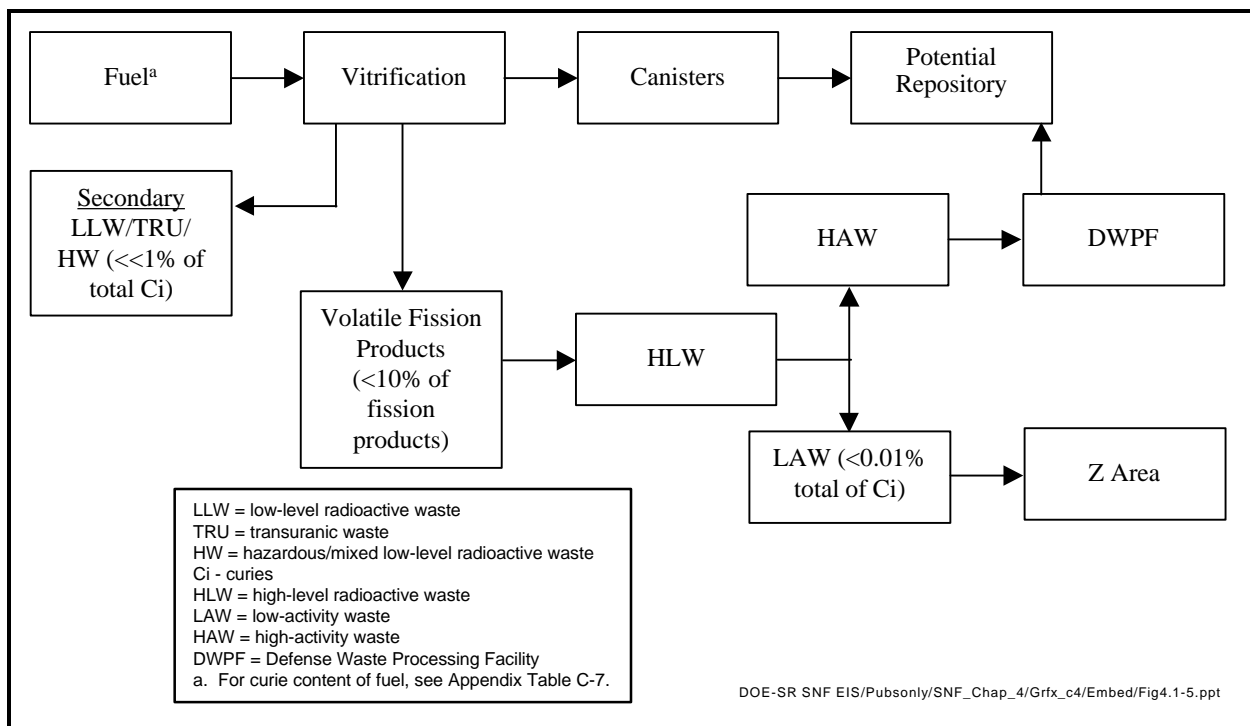 Fuelᵃ
Vitrification
Canisters
Potential
Repository
Secondary
LLW/TRU/
HW (<<1% of
total Ci)
HAW
DWPF
Volatile Fission
Products
(<10% of
fission
products)
HLW
LAW (<0.01%
total of Ci)
Z Area
LLW = low-level radioactive waste
TRU = transuranic waste
HW = hazardous/mixed low-level radioactive waste
Ci - curies
HLW = high-level radioactive waste
LAW = low-activity waste
HAW = high-activity waste
DWPF = Defense Waste Processing Facility
a. For curie content of fuel, see Appendix Table C-7.
DOE-SR SNF EIS/Pubsonly/SNF_Chap_4/Grfx_c4/Embed/Fig4.1-5.ppt